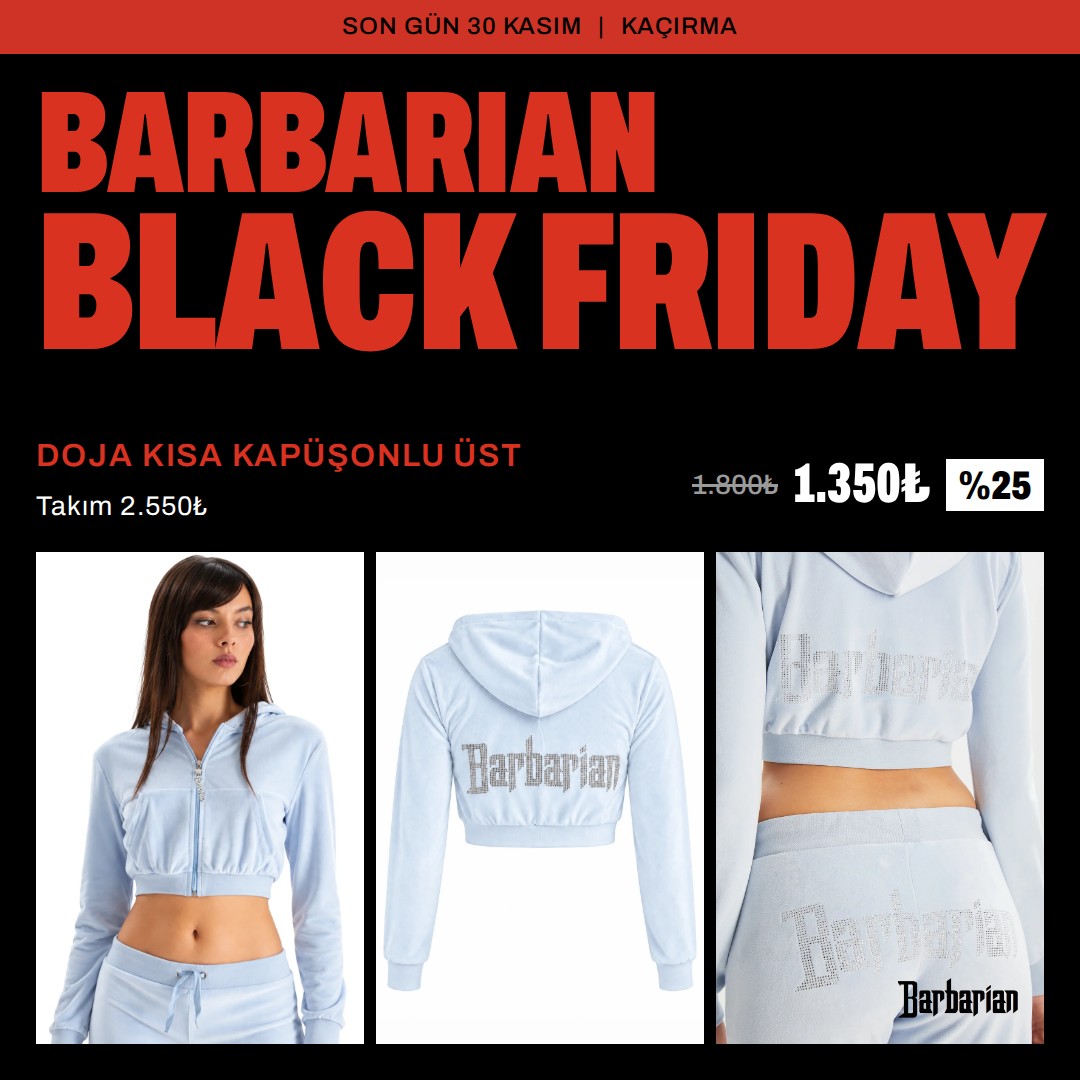 SON GÜN 30 KASIM | KAÇIRMA
BARBARIAN
BLACK FRIDAY
DOJA KISA KAPÜŞONLU ÜST
Takım 2.550₺
1.800₺ 1.350₺ %25
Barbarian
Barbarian
Barbarian
Barbarian